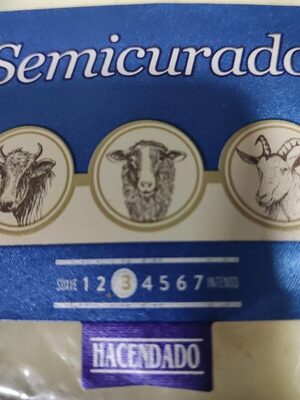 Semicurado
SUAVE 1 2 3 4 5 6 7 INTENSO
HACENDADO